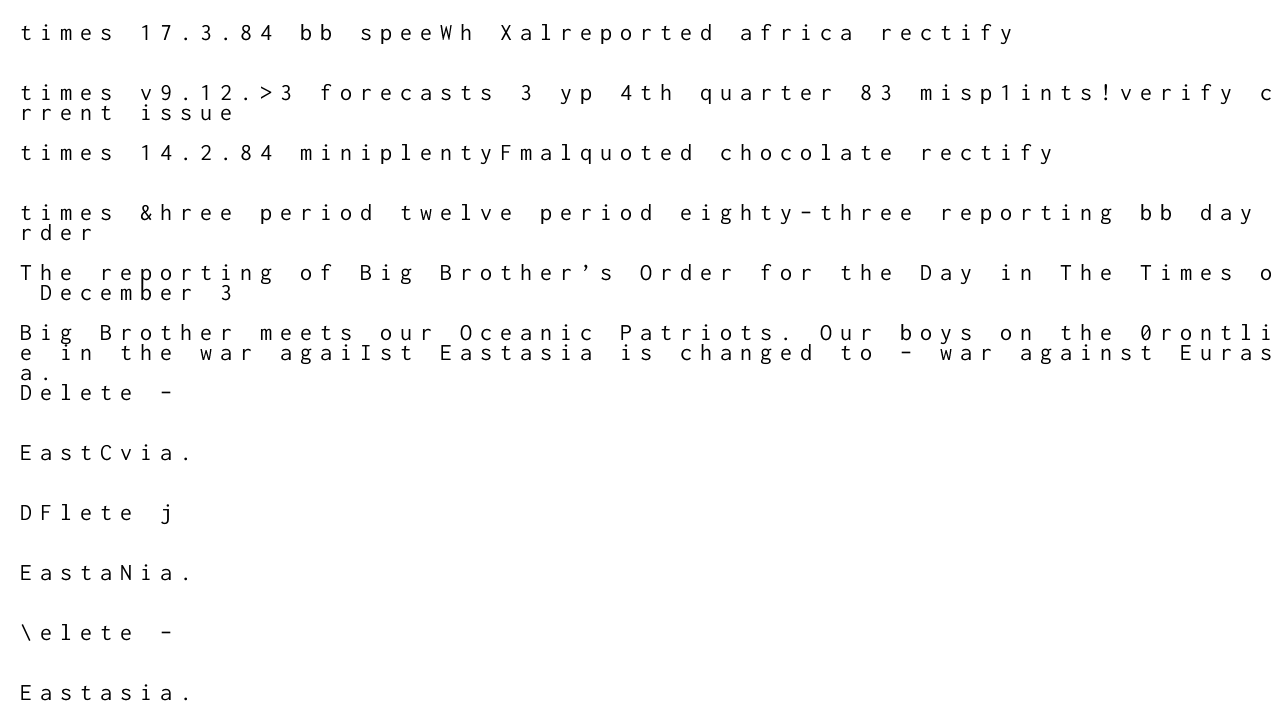 times 17.3.84 bb speeWh Xalreported africa rectify
times v9.12.>3 forecasts 3 yp 4th quarter 83 misp1ints!verify c
rrent issue
times 14.2.84 miniplentyFmalquoted chocolate rectify
times &hree period twelve period eighty-three reporting bb day
rder
The reporting of Big Brother's Order for the Day in The Times o
December 3
Big Brother meets our Oceanic Patriots. Our boys on the 0rontli
e in the war agaiIst Eastasia is changed to - war against Euras
a.
Delete -
EastCvia.
DFlete j
EastaNia.
\elete -
Eastasia.